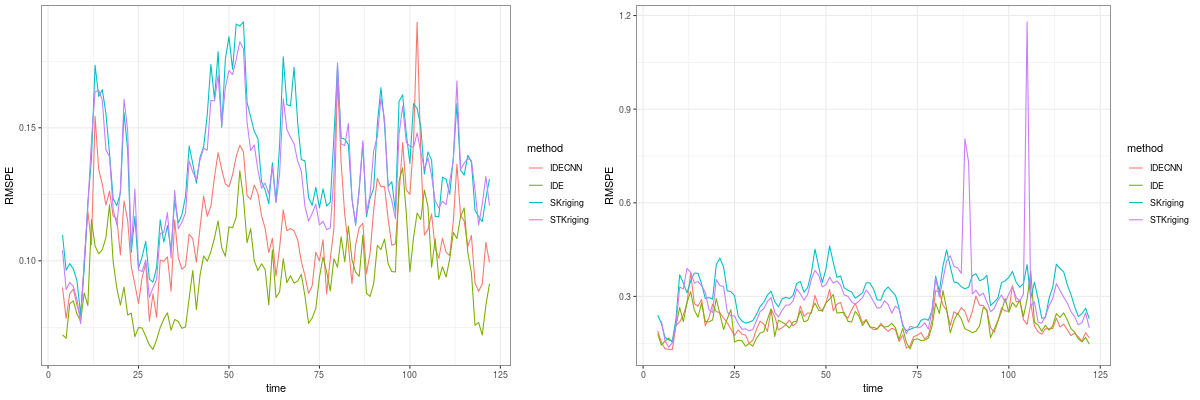 RMSPE
0.15
0.10
0
25
50
75
100
125
time
method
IDECNN
IDE
SKriging
STKriging
RMSPE
1.2
0.9
0.6
0.3
0
25
50
75
100
125
time
method
IDECNN
IDE
SKriging
STKriging